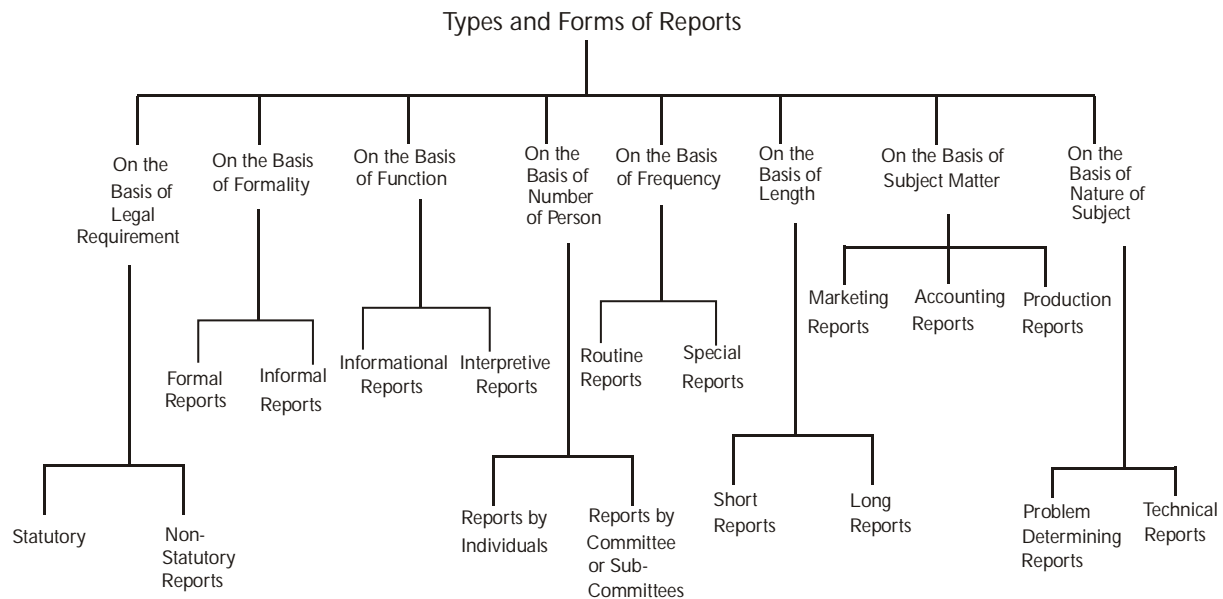 Types and Forms of Reports
On the
Basis of
Legal
Requirement
On the Basis
of Formality
On the Basis
of Function
On the
Basis of
Number
of Person
On the Basis
of Frequency
On the
Basis of
Length
On the Basis of
Subject Matter
On the
Basis of
Nature of
Subject
Marketing
Reports
Accounting
Reports
Production
Reports
Formal
Reports
Informal
Reports
Informational
Reports
Interpretive
Reports
Routine
Reports
Special
Reports
Statutory
Non-
Statutory
Reports
Reports by
Individuals
Reports by
Committee
or Sub-
Committees
Short
Reports
Long
Reports
Problem
Determining
Reports
Technical
Reports